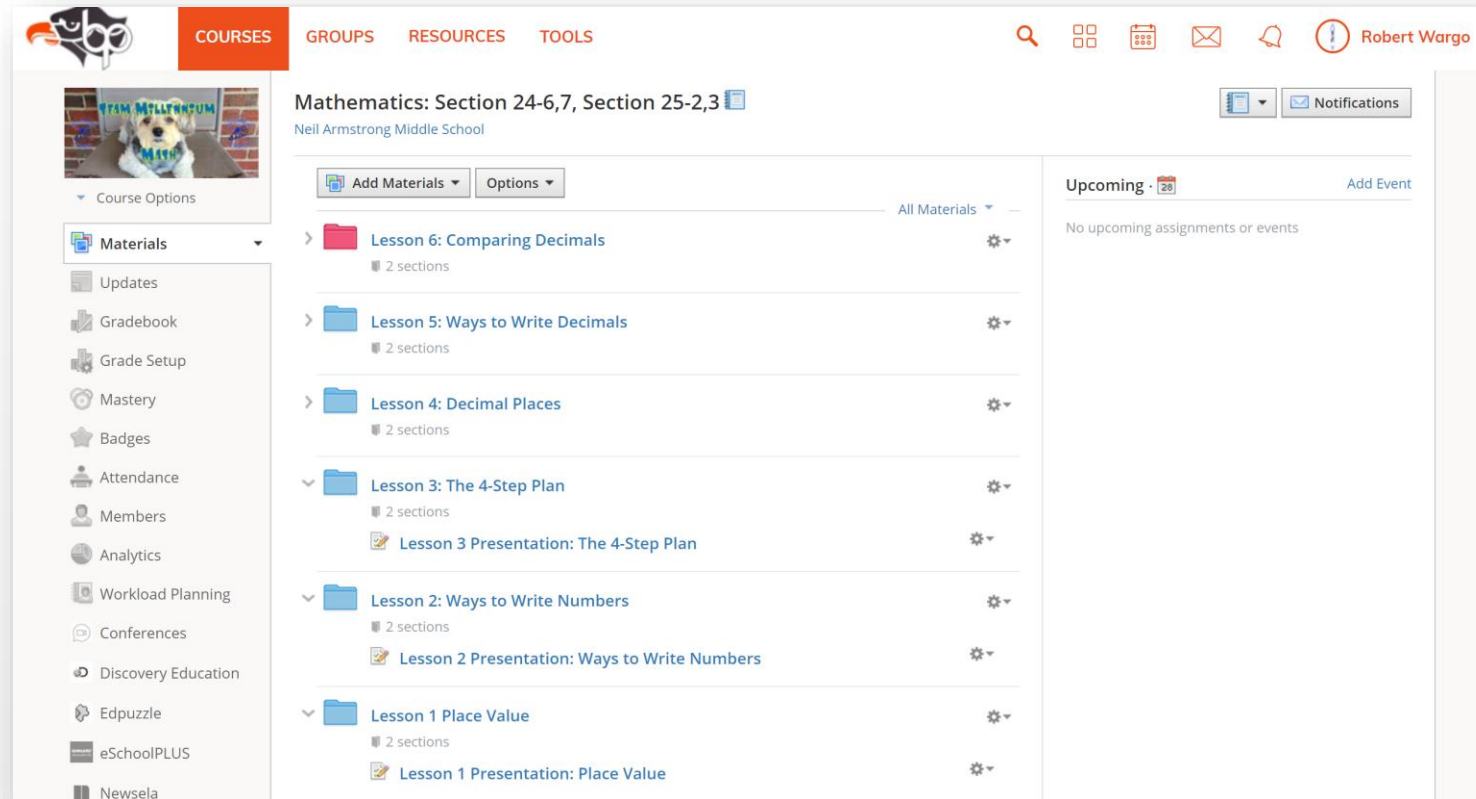 COURSES
GROUPS
RESOURCES
TOOLS
Robert Wargo
TEAM MILLENNIUM
MATH
Course Options
Materials
Updates
Gradebook
Grade Setup
Mastery
Badges
Attendance
Members
Analytics
Workload Planning
Conferences
Discovery Education
Edpuzzle
eSchoolPLUS
Newsela
Mathematics: Section 24-6,7, Section 25-2,3
Neil Armstrong Middle School
Notifications
Add Materials
Options
All Materials
Lesson 6: Comparing Decimals
2 sections
Lesson 5: Ways to Write Decimals
2 sections
Lesson 4: Decimal Places
2 sections
Lesson 3: The 4-Step Plan
2 sections
Lesson 3 Presentation: The 4-Step Plan
Lesson 2: Ways to Write Numbers
2 sections
Lesson 2 Presentation: Ways to Write Numbers
Lesson 1 Place Value
2 sections
Lesson 1 Presentation: Place Value
Upcoming · 28
Add Event
No upcoming assignments or events